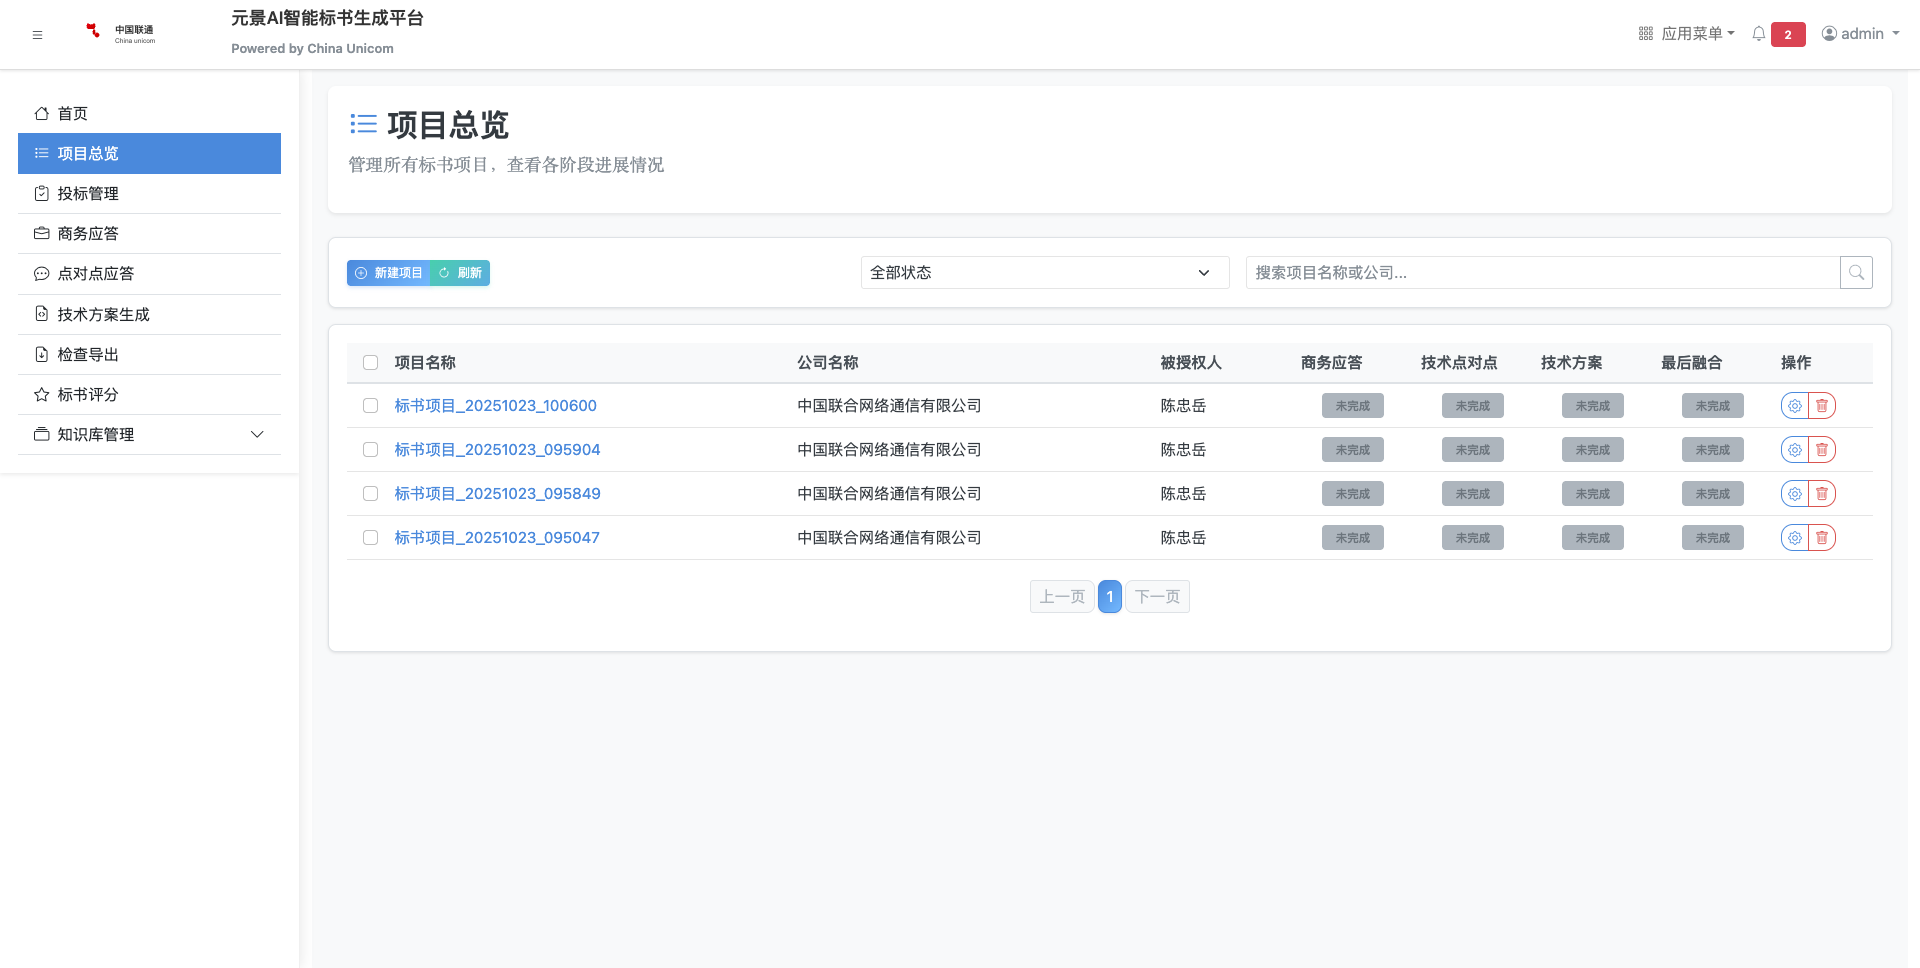 中国联通
China unicom
元景AI智能标书生成平台
Powered by China Unicom
应用菜单
2
admin
首页
项目总览
投标管理
商务应答
点对点应答
技术方案生成
检查导出
标书评分
知识库管理
项目总览
管理所有标书项目，查看各阶段进展情况
新建项目 刷新 全部状态 搜索项目名称或公司...
项目名称 公司名称 被授权人 商务应答 技术点对点 技术方案 最后融合 操作
标书项目_20251023_100600 中国联合网络通信有限公司 陈忠岳 未完成 未完成 未完成 未完成
标书项目_20251023_095904 中国联合网络通信有限公司 陈忠岳 未完成 未完成 未完成 未完成
标书项目_20251023_095849 中国联合网络通信有限公司 陈忠岳 未完成 未完成 未完成 未完成
标书项目_20251023_095047 中国联合网络通信有限公司 陈忠岳 未完成 未完成 未完成 未完成
上一页 1 下一页